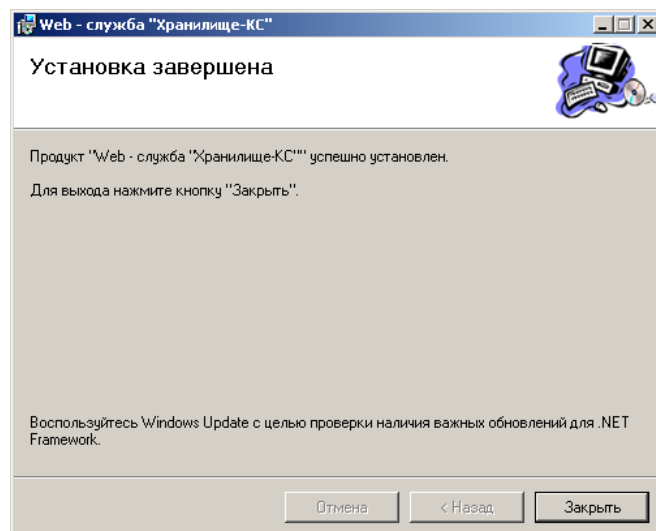 Web - служба "Хранилище-КС"
Установка завершена
Продукт "Web - служба "Хранилище-КС"" успешно установлен.
Для выхода нажмите кнопку "Закрыть".
Воспользуйтесь Windows Update с целью проверки наличия важных обновлений для .NET
Framework.
Отмена
< Назад
Закрыть